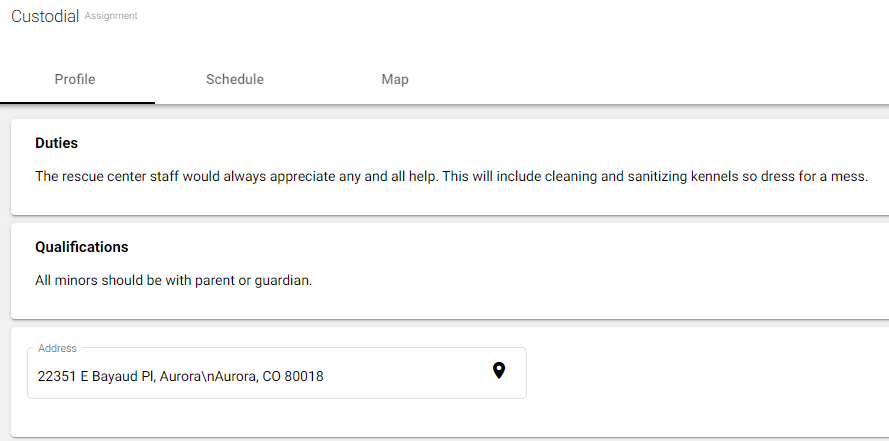 Custodial Assignment
Profile Schedule Map
Duties
The rescue center staff would always appreciate any and all help. This will include cleaning and sanitizing kennels so dress for a mess.
Qualifications
All minors should be with parent or guardian.
Address
22351 E Bayaud Pl, Aurora\nAurora, CO 80018